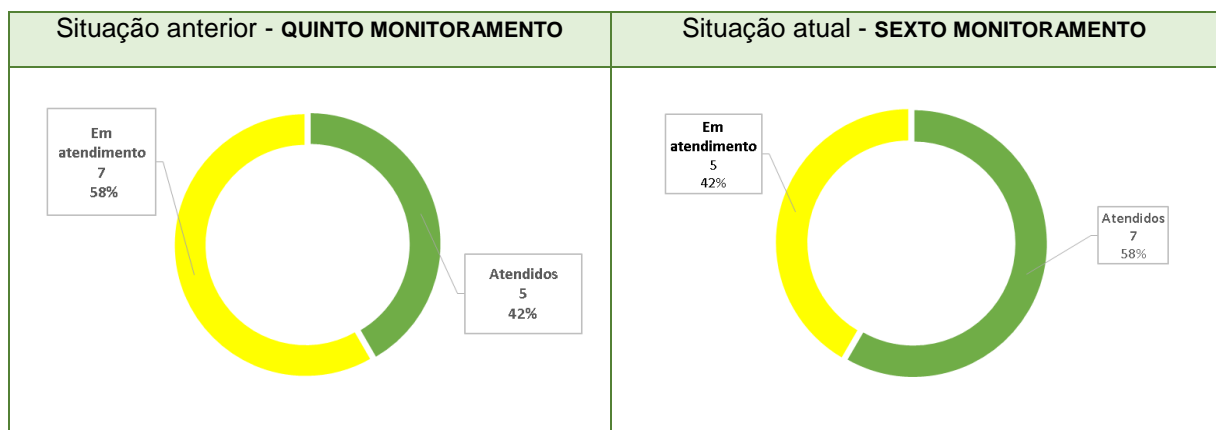 Situação anterior - QUINTO MONITORAMENTO
Situação atual - SEXTO MONITORAMENTO
Em
atendimento
7
58%
Atendidos
5
42%
Em
atendimento
5
42%
Atendidos
7
58%